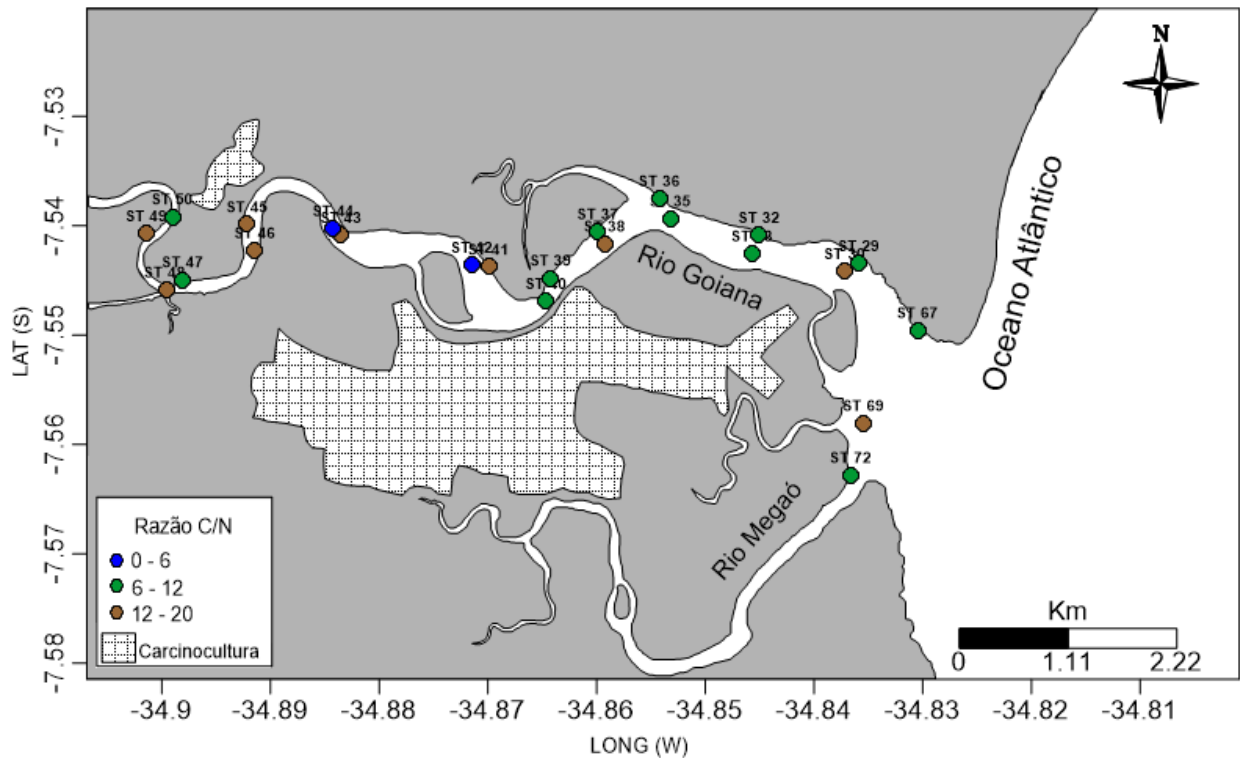 N
-7.53
-7.54
-7.55
-7.56
-7.57
-7.58
LAT (S)
ST 36
ST 35
ST 32
ST 37
ST 38
ST 29
ST 50
ST 49
ST 45
ST 46
ST 44
ST 43
ST 47
ST 48
ST 42
ST 41
ST 39
ST 40
ST 67
ST 69
ST 72
Rio Goiana
Oceano Atlântico
Rio Megaó
Razão C/N
0 - 6
6 - 12
12 - 20
Carcinocultura
Km
0 1.11 2.22
-34.9 -34.89 -34.88 -34.87 -34.86 -34.85 -34.84 -34.83 -34.82 -34.81
LONG (W)